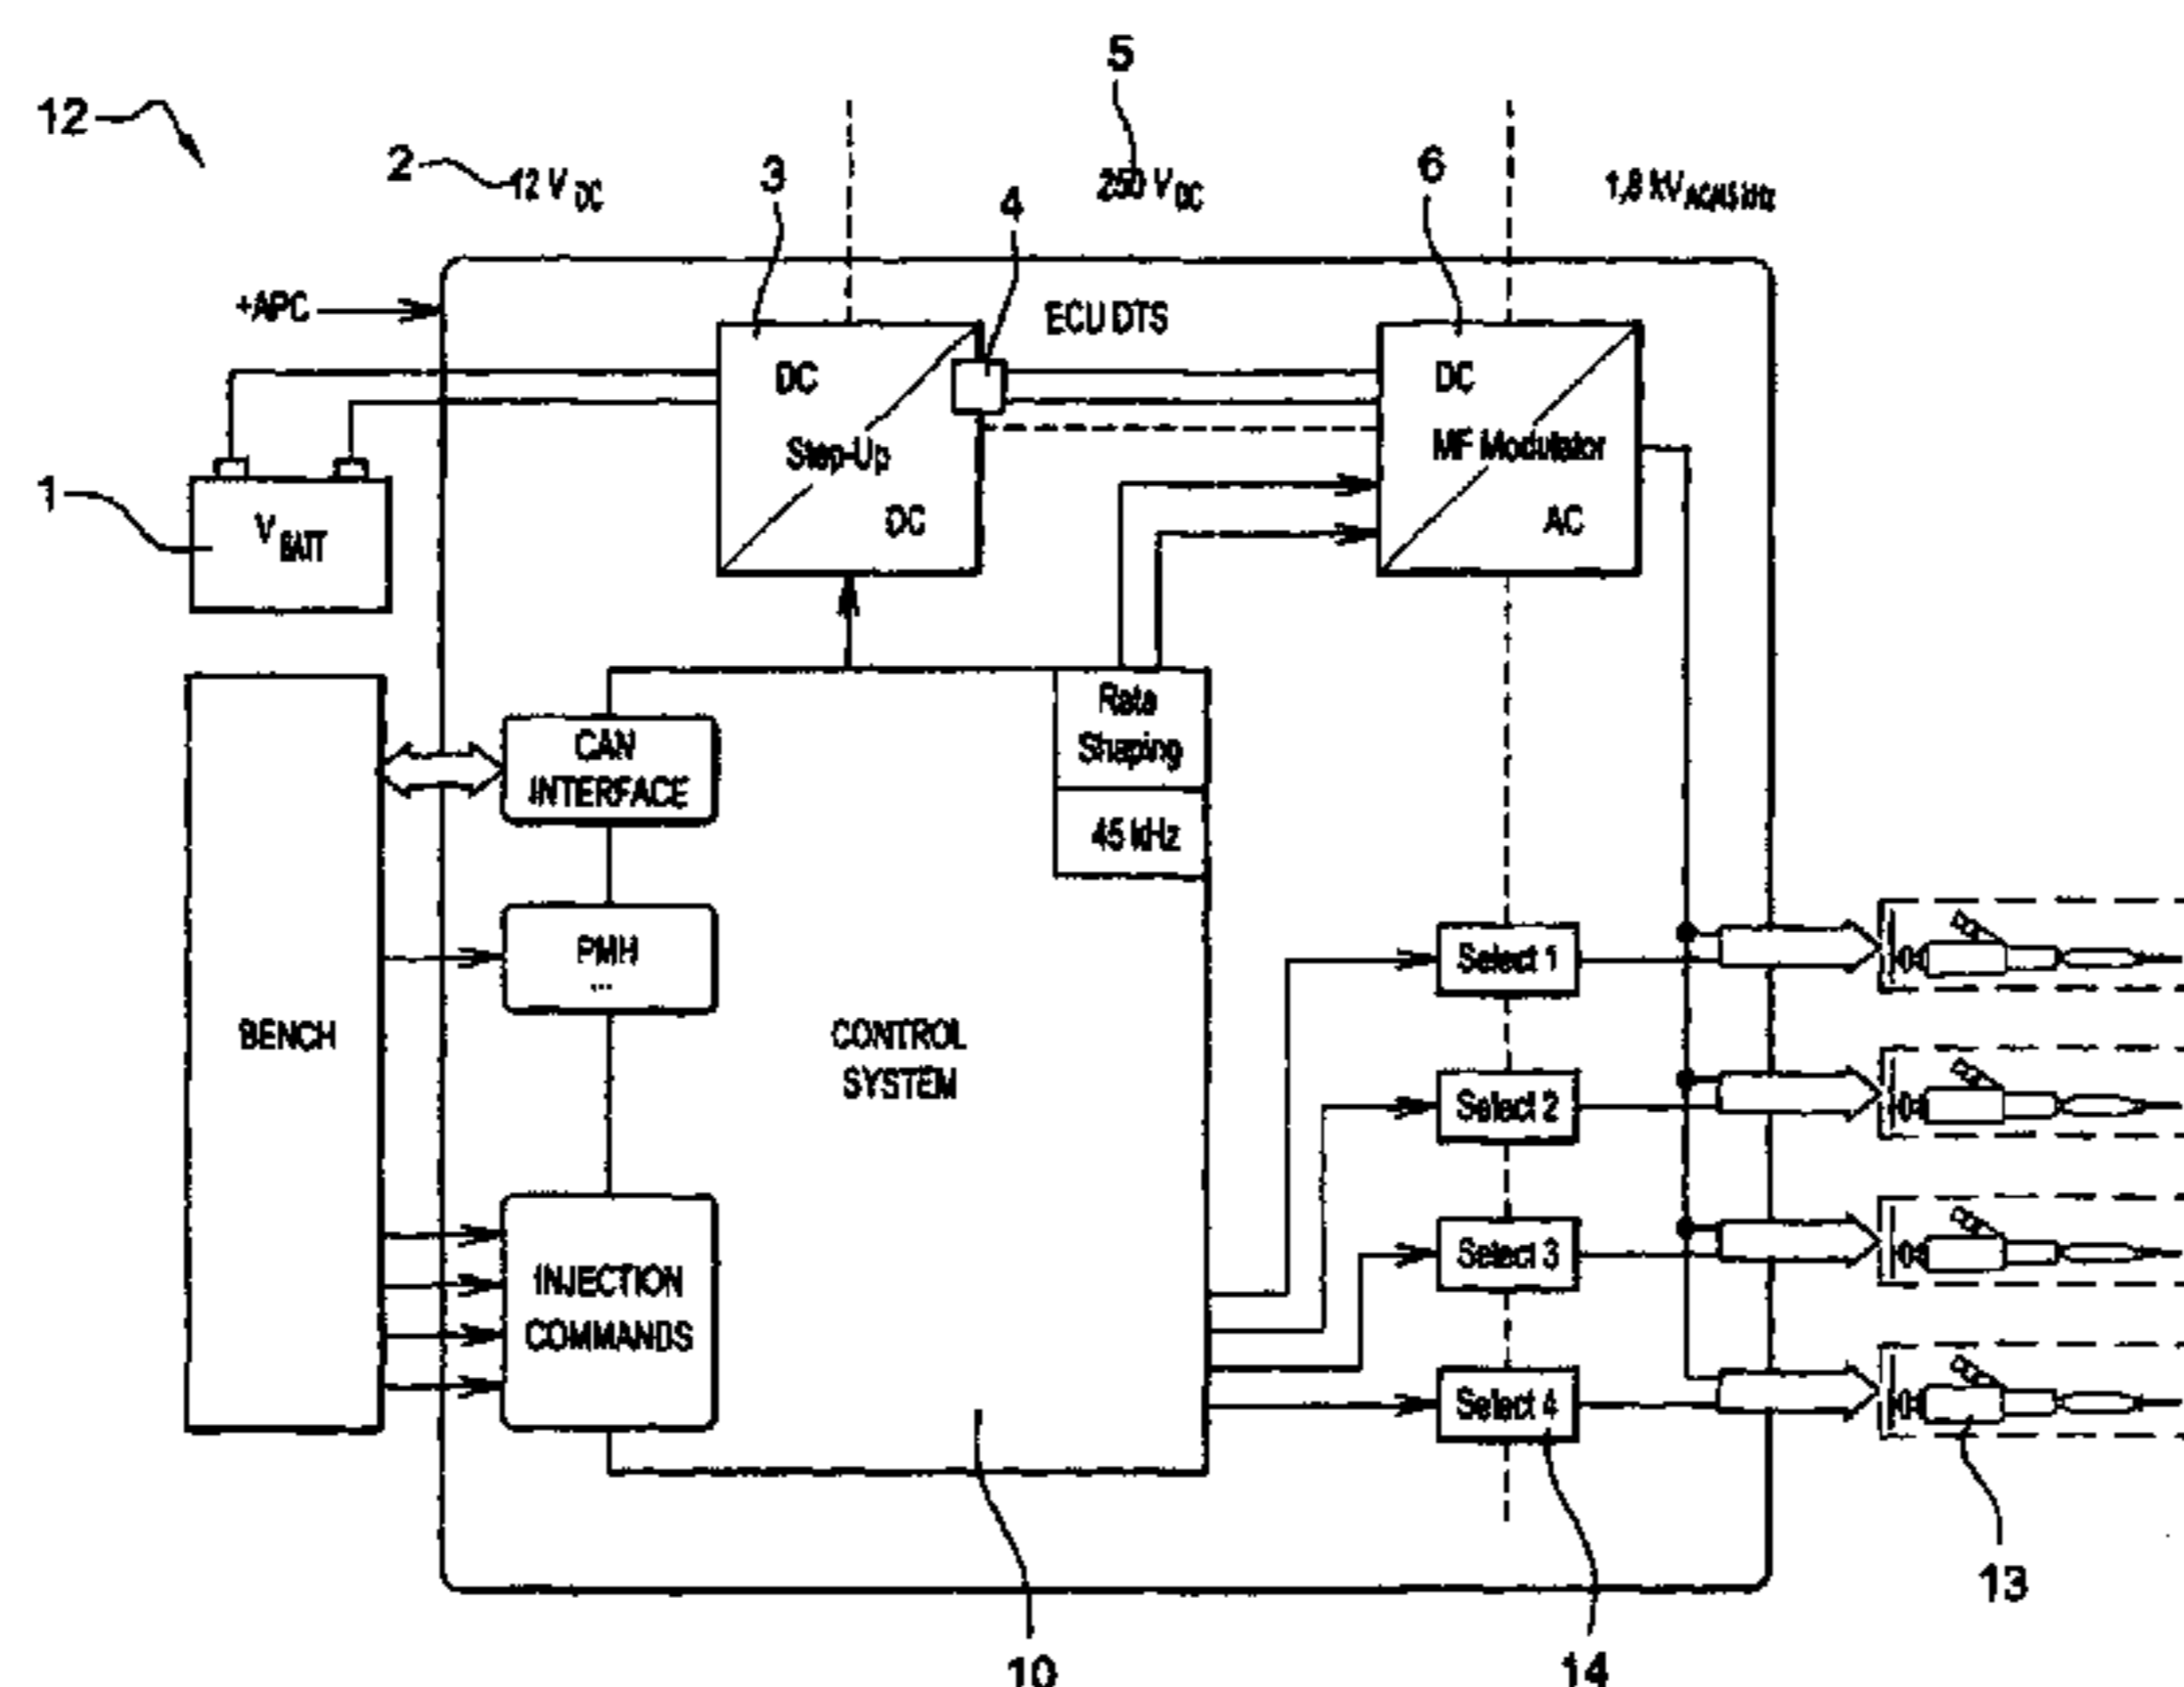 5
12
2
12 V DC
3
4
250 V DC
6
1,8 kV AC/45 kHz
+APC
ECU DTS
DC
Step-Up
DC
DC
MF Modulator
AC
1
V BATT
Rate
Shaping
45 kHz
CAN
INTERFACE
PMH
...
BENCH
CONTROL
SYSTEM
INJECTION
COMMANDS
Select 1
Select 2
Select 3
Select 4
13
10
14